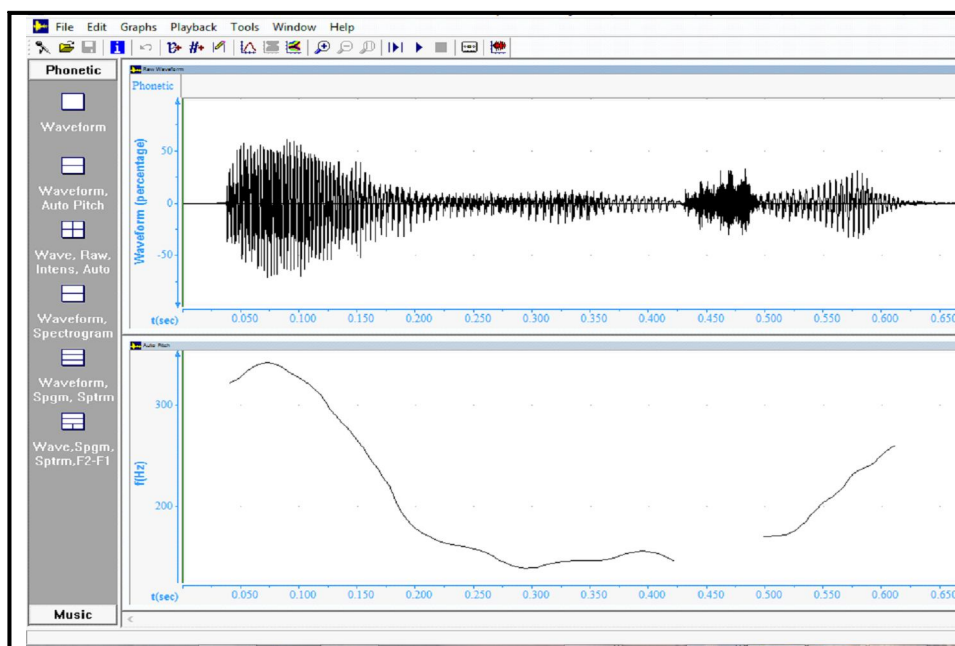 File Edit Graphs Playback Tools Window Help
Phonetic
Waveform
Waveform,
Auto Pitch
Wave, Raw,
Intens, Auto
Waveform,
Spectrogram
Waveform,
Spgm, Sptrm
Wave,Spgm,
Sptrm,F2-F1
Music
Raw Waveform
Phonetic
Waveform (percentage)
50
0
-50
t(sec) 0.050 0.100 0.150 0.200 0.250 0.300 0.350 0.400 0.450 0.500 0.550 0.600 0.650
Auto Pitch
f(Hz)
300
200
t(sec) 0.050 0.100 0.150 0.200 0.250 0.300 0.350 0.400 0.450 0.500 0.550 0.600 0.650